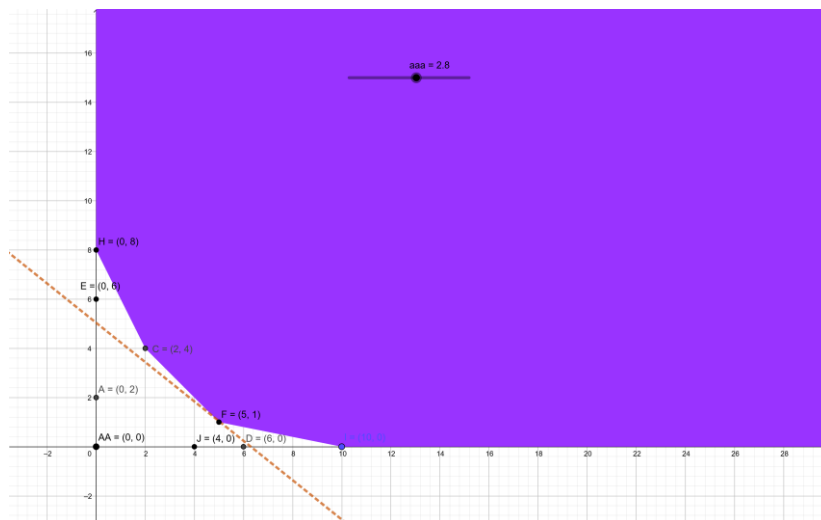 16
aaa = 2.8
14
12
10
H = (0, 8)
8
E = (0, 6)
6
C = (2, 4)
4
A = (0, 2)
2
F = (5, 1)
AA = (0, 0)
J = (4, 0)
D = (6, 0)
−2
0
2
4
6
8
10
12
14
16
18
20
22
24
26
28
−2